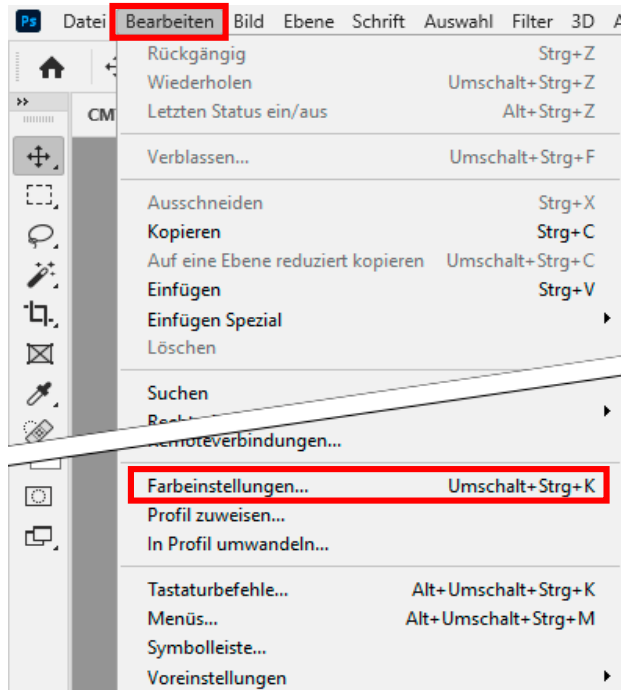 Ps Datei Bearbeiten Bild Ebene Schrift Auswahl Filter 3D
Rückgängig Strg+Z
Wiederholen Umschalt+Strg+Z
CM
Letzten Status ein/aus Alt+Strg+Z
Verblassen... Umschalt+Strg+F
Ausschneiden Strg+X
Kopieren Strg+C
Auf eine Ebene reduziert kopieren Umschalt+Strg+C
Einfügen Strg+V
Einfügen Spezial
Löschen
Suchen
Remoteverbindungen...
Farbeinstellungen... Umschalt+Strg+K
Profil zuweisen...
In Profil umwandeln...
Tastaturbefehle... Alt+Umschalt+Strg+K
Menüs... Alt+Umschalt+Strg+M
Symbolleiste...
Voreinstellungen